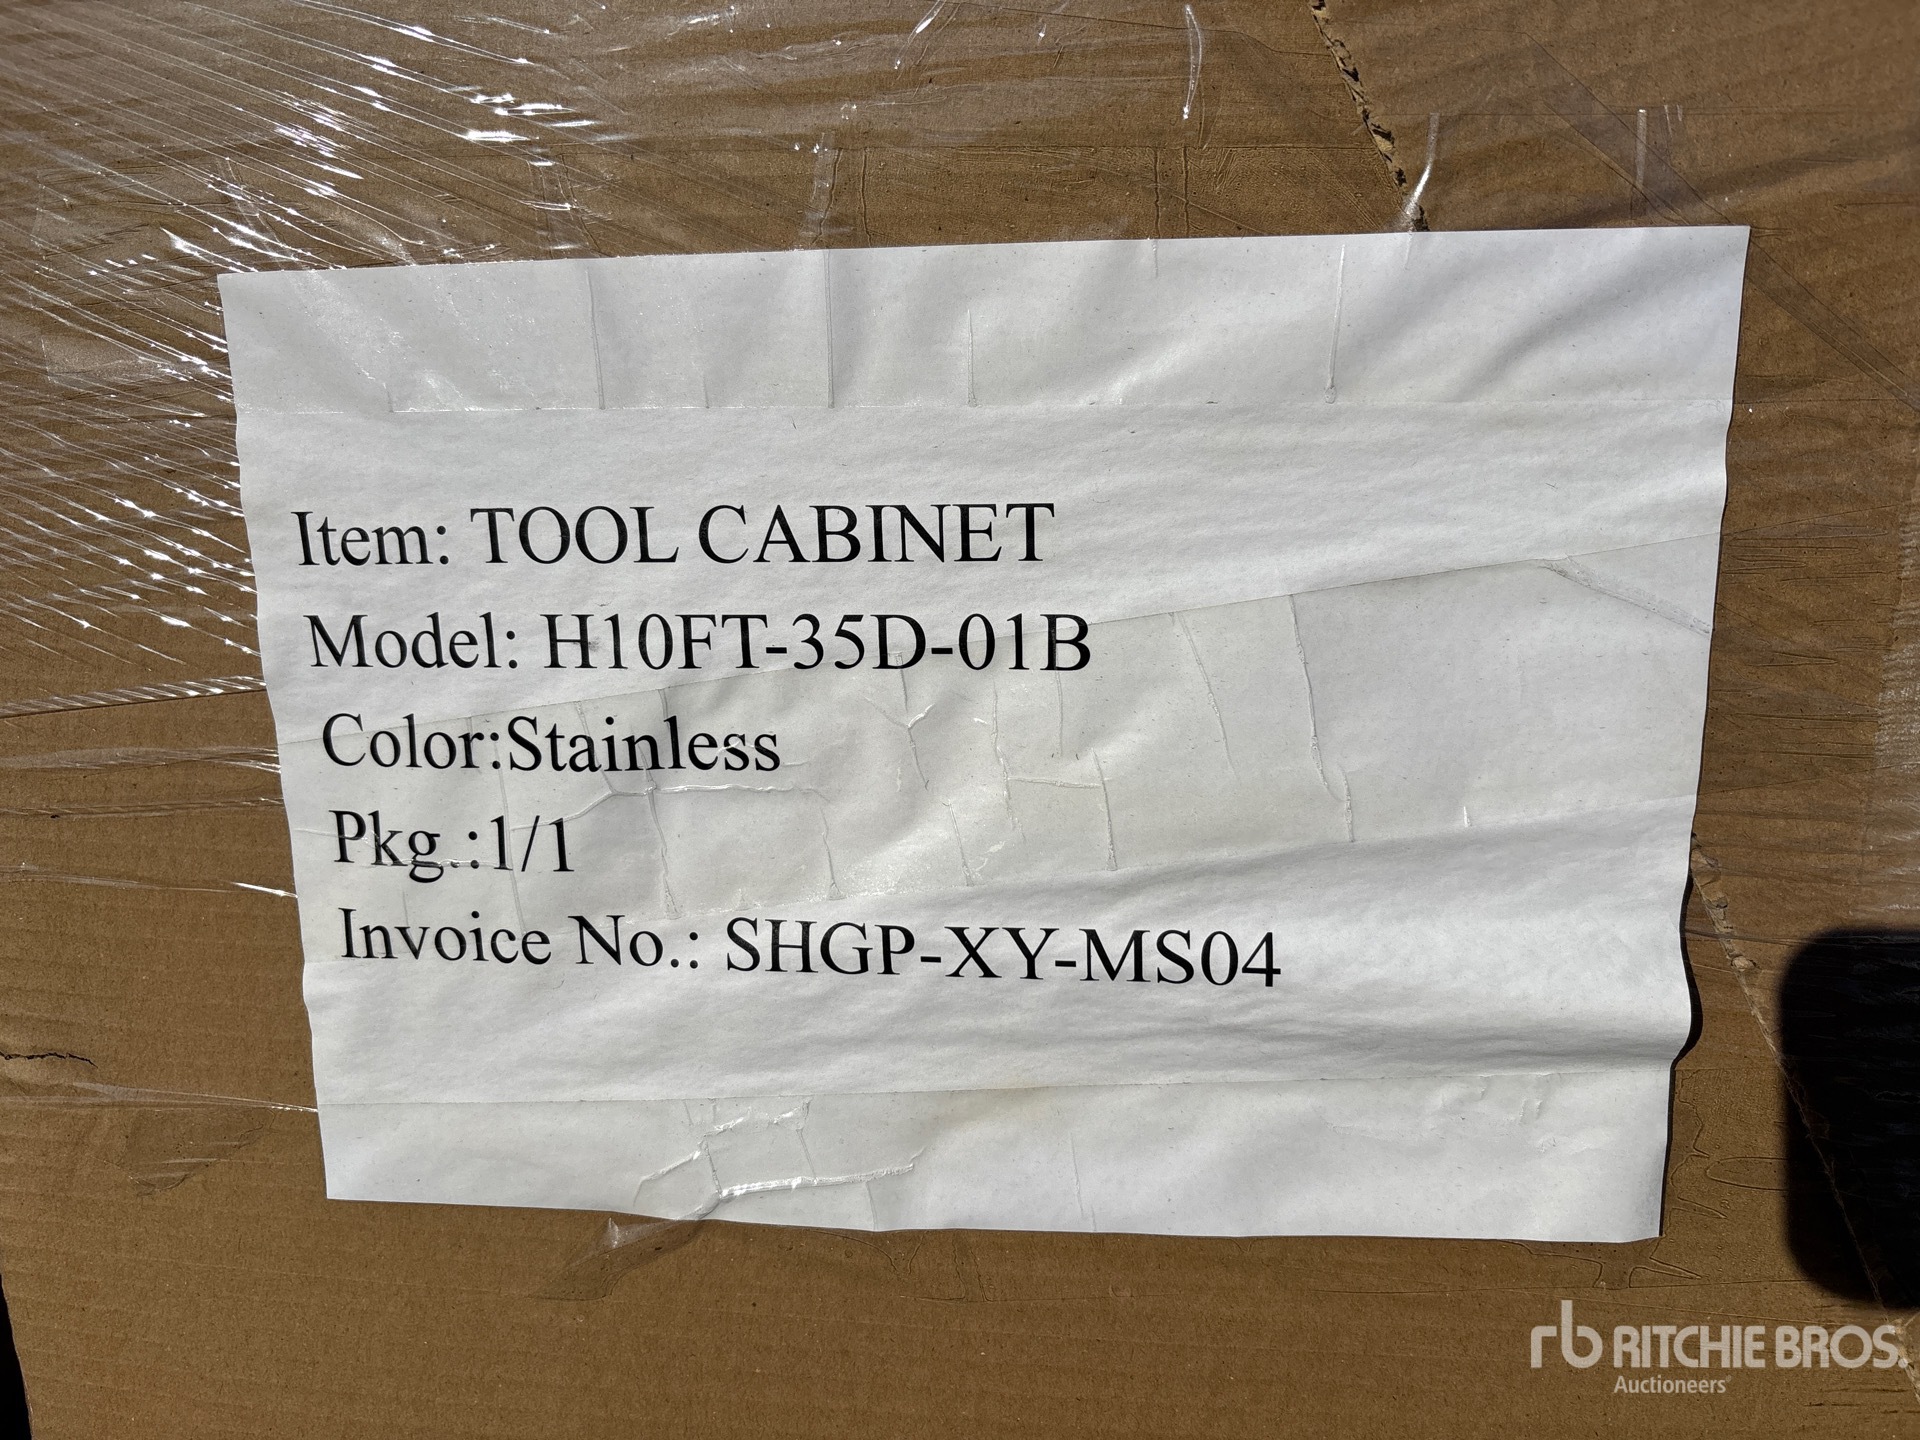 Item: TOOL CABINET
Model: H10FT-35D-01B
Color:Stainless
Pkg.:1/1
Invoice No.: SHGP-XY-MS04
rb RITCHIE BROS.
Auctioneers